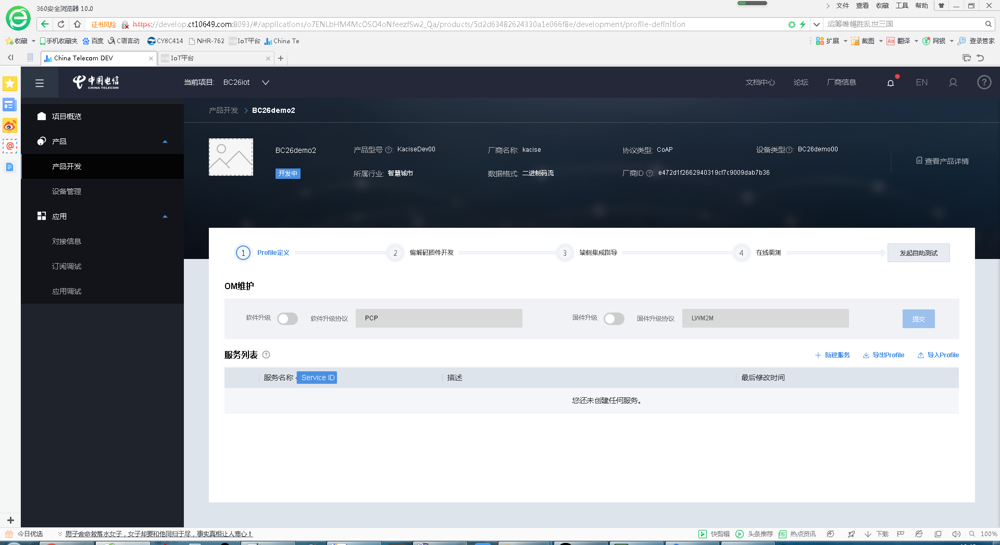 360安全浏览器 10.0
文件 查看 收藏 工具 帮助
证书风险 https://develop.ct10649.com:8093/#/applications/o7ENLbHM4McOSO4oNfeezfSw2_Qa/products/5d2d63482624330a1e066f8e/development/profile-definition
运筹帷幄胜乱世三国
收藏 手机收藏夹 百度 C语言动 CY8C414 NHR-762 IoT平台 China Te
扩展 截图 翻译 网银 登录管家
China Telecom DEV IoT平台
中国电信 CHINA TELECOM
当前项目: BC26iot
文档中心 论坛 厂商信息 EN
项目概览
产品
产品开发
设备管理
应用
对接信息
订阅调试
应用调试
产品开发 > BC26demo2
BC26demo2 产品型号 ?: KaciseDev00 厂商名称: kacise 协议类型: CoAP 设备类型?: BC26demo00
查看产品详情
开发中 所属行业: 智慧城市 数据格式: 二进制码流 厂商ID ?: e472d1f2662940319cf7c9009dab7b36
1 Profile定义 2 编解码插件开发 3 端侧集成指导 4 在线调测 发起自助测试
OM维护
软件升级 软件升级协议 PCP 固件升级 固件升级协议 LWM2M 提交
服务列表 ?
新建服务 导出Profile 导入Profile
服务名称 Service ID 描述 最后修改时间
您还未创建任何服务。
今日优选 男子舍命救落水女子，女子却要和他同归于尽，事实真相让人寒心！
快剪辑 头条推荐 热点资讯 下载 100%